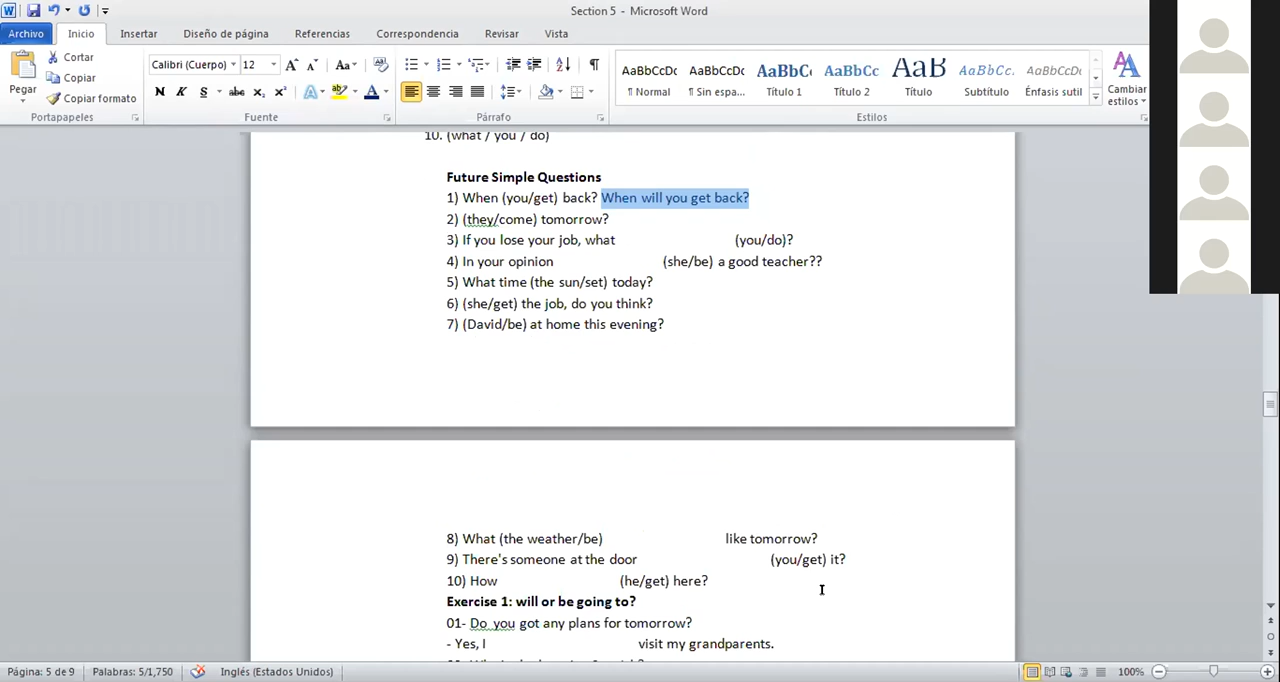 Section 5 - Microsoft Word
Archivo Inicio Insertar Diseño de página Referencias Correspondencia Revisar Vista
Cortar
Copiar
Copiar formato
Pegar
Portapapeles
Calibri (Cuerpo) 12
Aa
N K S abc x₂ x²
Fuente
Párrafo
AaBbCcDc AaBbCcDc AaBbCc AaBbCc AaB AaBbCc. AaBbCcDc
¶ Normal ¶ Sin espa... Título 1 Título 2 Título Subtítulo Énfasis sutil
Estilos
Cambiar estilos
10. (what / you / do)
Future Simple Questions
1) When (you/get) back? When will you get back?
2) (they/come) tomorrow?
3) If you lose your job, what (you/do)?
4) In your opinion (she/be) a good teacher??
5) What time (the sun/set) today?
6) (she/get) the job, do you think?
7) (David/be) at home this evening?
8) What (the weather/be) like tomorrow?
9) There's someone at the door (you/get) it?
10) How (he/get) here?
Exercise 1: will or be going to?
01- Do you got any plans for tomorrow?
- Yes, I visit my grandparents.
Página: 5 de 9 Palabras: 5/1,750 Inglés (Estados Unidos) 100%